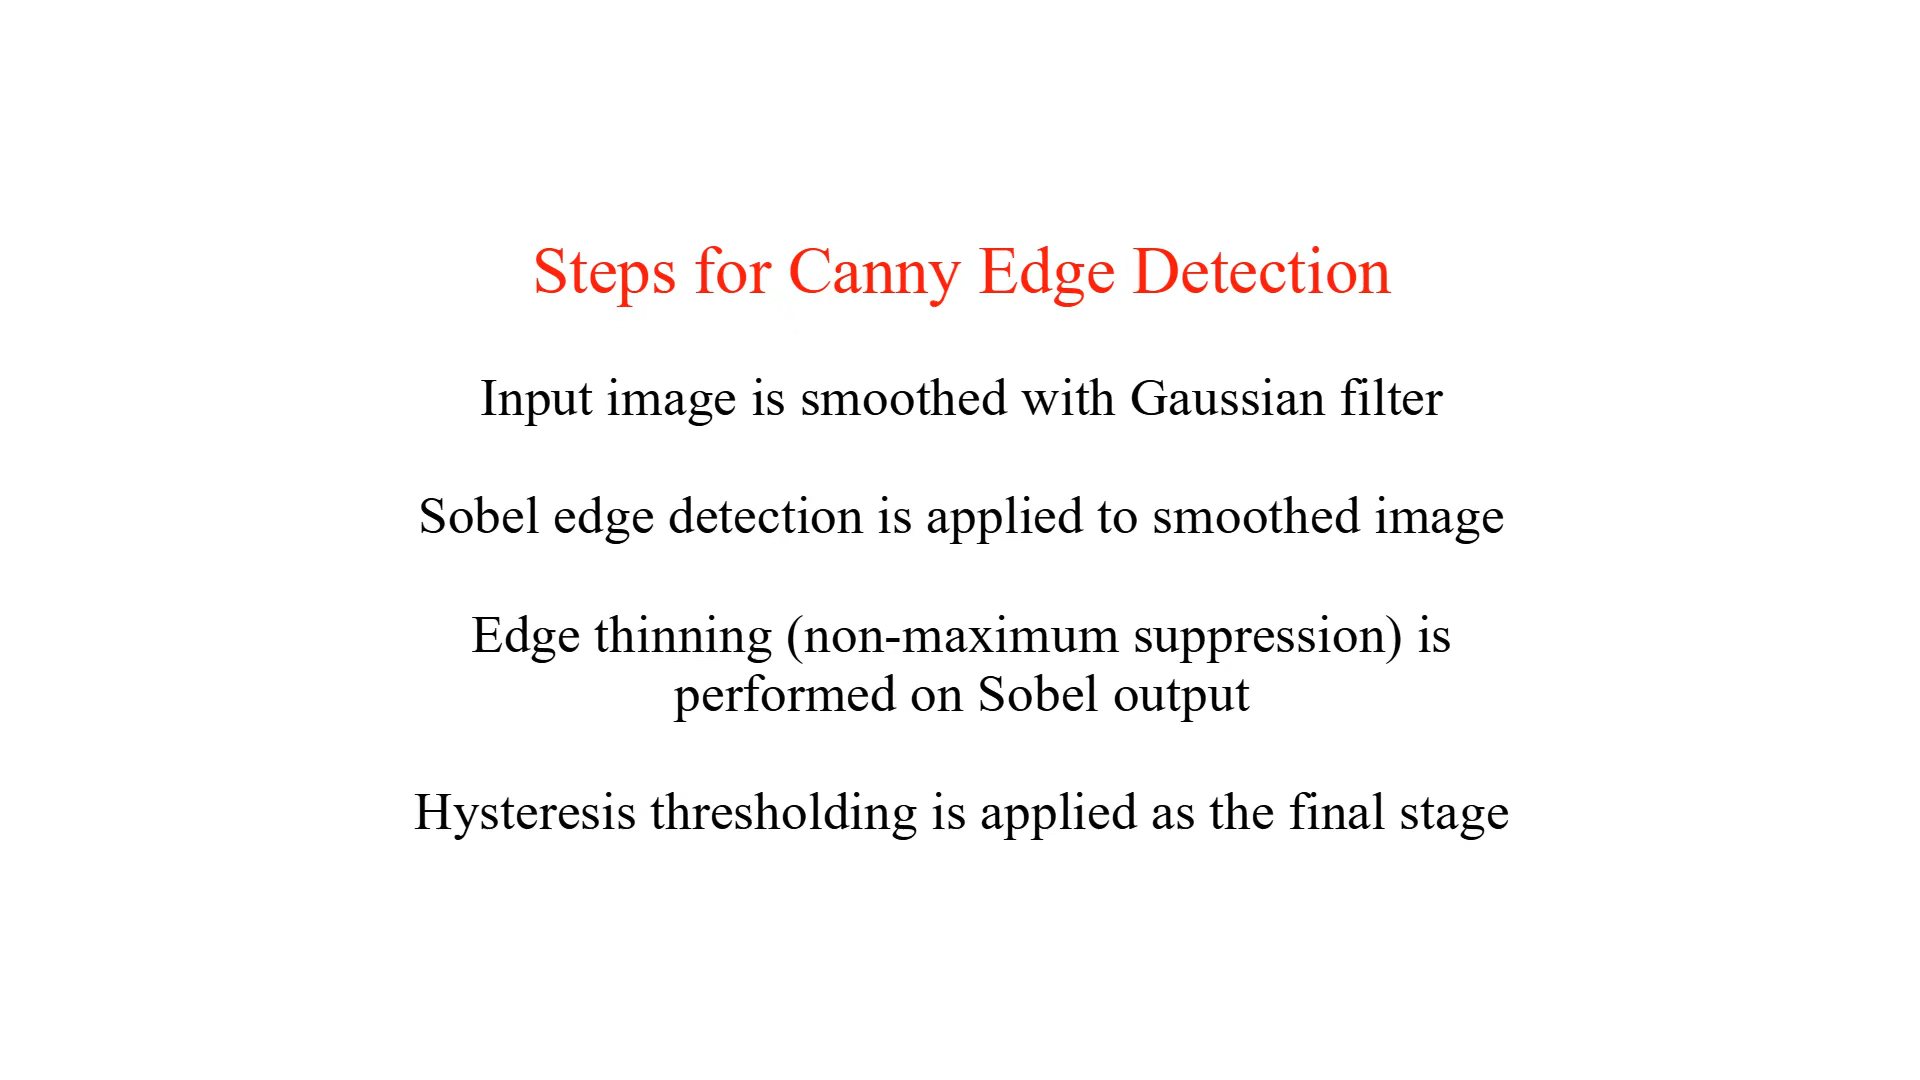 Steps for Canny Edge Detection
Input image is smoothed with Gaussian filter
Sobel edge detection is applied to smoothed image
Edge thinning (non-maximum suppression) is
performed on Sobel output
Hysteresis thresholding is applied as the final stage